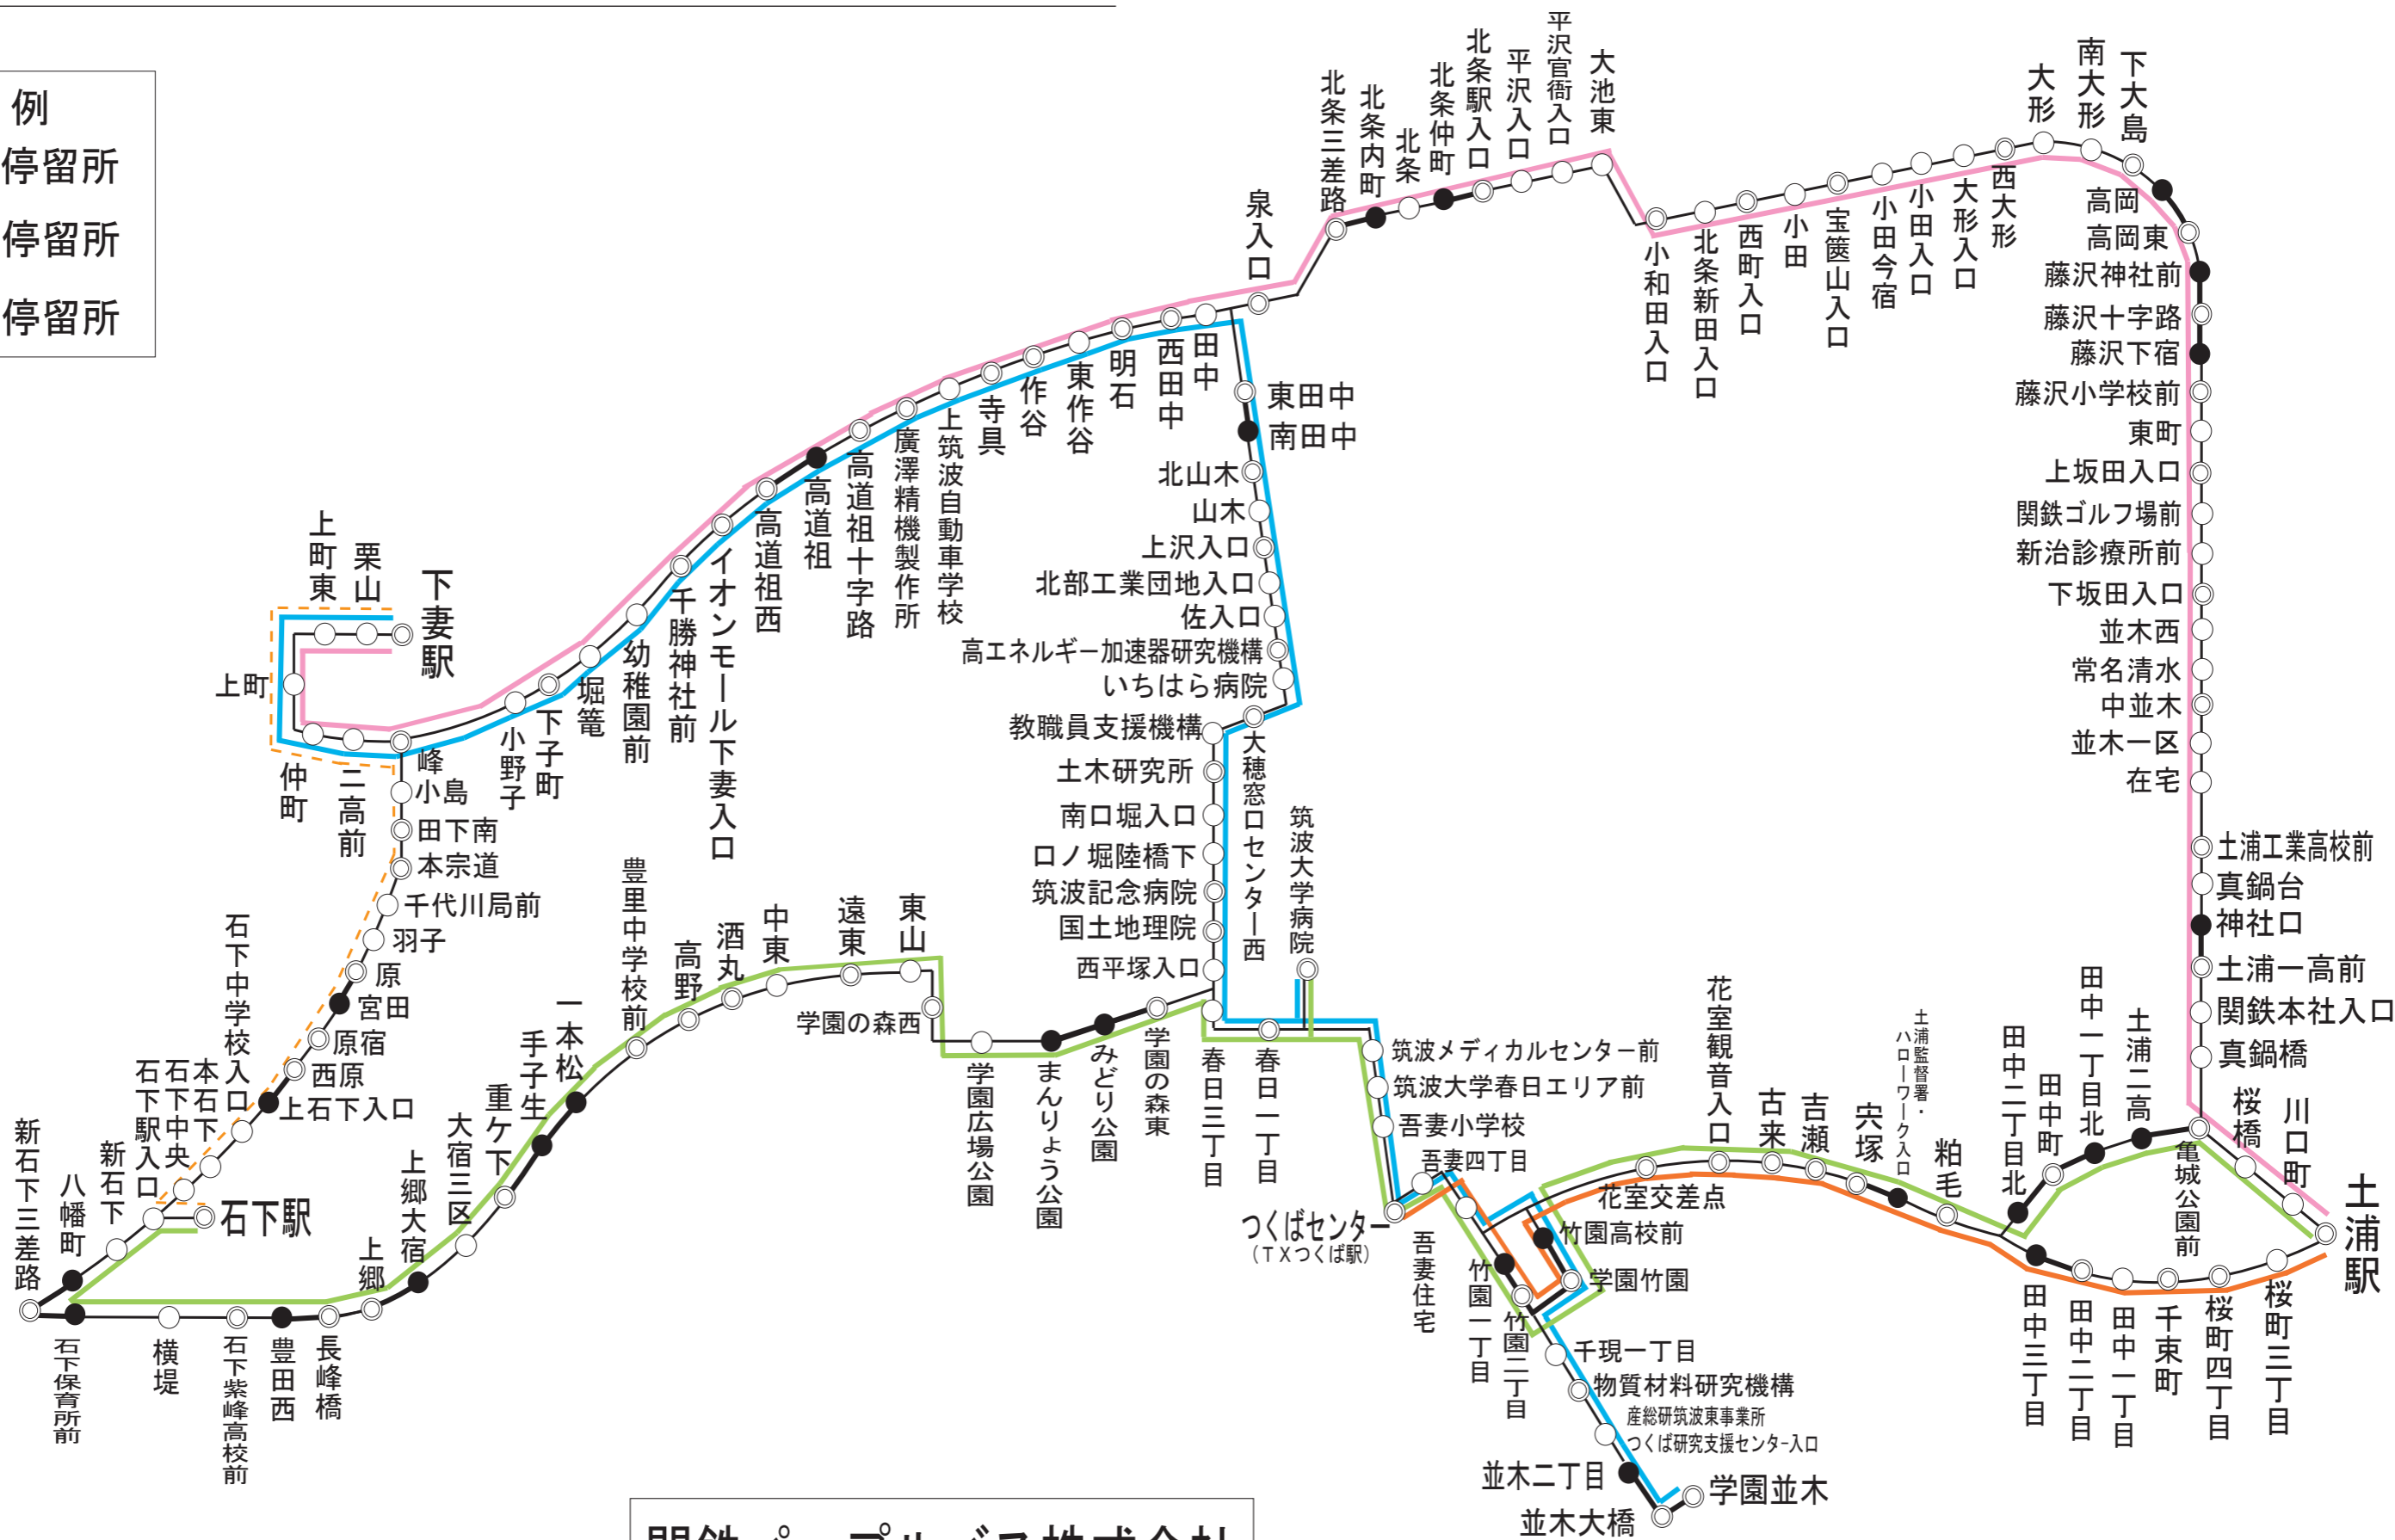 例
停留所
停留所
停留所
下妻駅
栗山
上町東
上町
仲町
二高前
峰
小野子
下子町
堀篭
幼稚園前
千勝神社前
イオンモール下妻入口
高道祖西
高道祖
高道祖十字路
廣澤精機製作所
上筑波自動車学校
寺具
作谷
東作谷
明石
西田中
田中
泉入口
北条三差路
北条内町
北条
北条仲町
北条駅入口
平沢入口
平沢官衙入口
大池東
小和田入口
北条新田入口
西町入口
小田
宝篋山入口
小田今宿
小田入口
大形入口
西大形
大形
南大形
下大島
高岡
高岡東
藤沢神社前
藤沢十字路
藤沢下宿
藤沢小学校前
東町
上坂田入口
関鉄ゴルフ場前
新治診療所前
下坂田入口
並木西
常名清水
中並木
並木一区
在宅
土浦工業高校前
真鍋台
神社口
土浦一高前
関鉄本社入口
真鍋橋
亀城公園前
桜橋
川口町
土浦駅
東田中
南田中
北山木
山木
上沢入口
北部工業団地入口
佐入口
高エネルギー加速器研究機構
いちはら病院
大穂窓口センター西
教職員支援機構
土木研究所
南口堀入口
口ノ堀陸橋下
筑波記念病院
国土地理院
西平塚入口
春日三丁目
春日一丁目
筑波大学病院
筑波メディカルセンター前
筑波大学春日エリア前
吾妻小学校
つくばセンター
(TXつくば駅)
吾妻四丁目
吾妻住宅
竹園一丁目
竹園二丁目
竹園高校前
学園竹園
千現一丁目
物質材料研究機構
産総研筑波東事業所
つくば研究支援センター入口
並木二丁目
並木大橋
学園並木
花室交差点
花室観音入口
古来
吉瀬
宍塚
土浦監督署・
ハローワーク入口
粕毛
田中二丁目北
田中町
田中一丁目北
土浦二高
田中三丁目
田中二丁目
田中一丁目
千束町
桜町四丁目
桜町三丁目
小島
田下南
本宗道
千代川局前
羽子
原
宮田
原宿
西原
上石下入口
石下中学校入口
本石下
石下中央
石下駅入口
石下駅
新石下
八幡町
新石下三差路
石下保育所前
横堤
石下紫峰高校前
豊田西
長峰橋
上郷
上郷大宿
大宿三区
重ケ下
手子生
一本松
豊里中学校前
高野
酒丸
中東
遠東
東山
学園の森西
学園広場公園
まんりょう公園
みどり公園
学園の森東
関鉄パープルバス株式会社